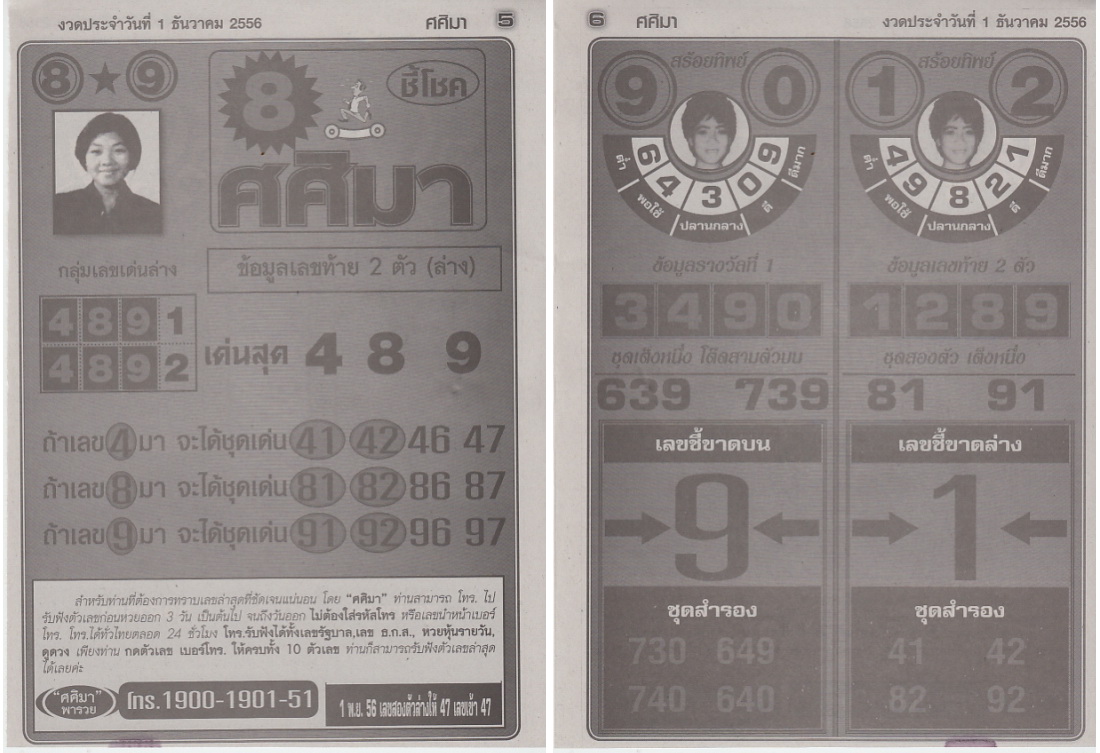 งวดประจำวันที่ 1 ธันวาคม 2556 ศศิมา 5
8 ★ 9
8
ชี้โชค
ศศิมา
กลุ่มเลขเด่นล่าง
ข้อมูลเลขท้าย 2 ตัว (ล่าง)
4 8 9 1
4 8 9 2
เด่นสุด 4 8 9
ถ้าเลข 4 มา จะได้ชุดเด่น 41 42 46 47
ถ้าเลข 8 มา จะได้ชุดเด่น 81 82 86 87
ถ้าเลข 9 มา จะได้ชุดเด่น 91 92 96 97
สำหรับท่านที่ต้องการทราบเลขล่าสุดที่ชัดเจนแน่นอน โดย "ศศิมา" ท่านสามารถ โทร. ไป
รับฟังตัวเลขก่อนหวยออก 3 วัน เป็นต้นไป จนถึงวันออก ไม่ต้องใส่รหัสโทร หรือเลขนำหน้าเบอร์
โทร. โทร.ได้ทั่วไทยตลอด 24 ชั่วโมง โทร.รับฟังได้ทั้งเลขรัฐบาล,เลข ธ.ก.ส., หวยหุ้นรายวัน,
ดูดวง เพียงท่าน กดตัวเลข เบอร์โทร. ให้ครบทั้ง 10 ตัวเลข ท่านก็สามารถรับฟังตัวเลขล่าสุด
ได้เลยค่ะ
"ศศิมา"
พารวย
โทร.1900-1901-51
1 พ.ย. 56 เลขสองตัวล่างให้ 47 เลขเข้า 47
6 ศศิมา งวดประจำวันที่ 1 ธันวาคม 2556
สร้อยทิพย์
9 0
6 4 3 0 9
ต่ำ พอใช้ ปลานกลาง ดี ดีมาก
ข้อมูลรางวัลที่ 1
3 4 9 0
ชุดเต็งหนึ่ง โต๊ดสามตัวบน
639 739
เลขชี้ขาดบน
9
ชุดสำรอง
730 649
740 640
สร้อยทิพย์
1 2
4 9 8 2 1
ต่ำ พอใช้ ปลานกลาง ดี ดีมาก
ข้อมูลเลขท้าย 2 ตัว
1 2 8 9
ชุดสองตัว เต็งหนึ่ง
81 91
เลขชี้ขาดล่าง
1
ชุดสำรอง
41 42
82 92